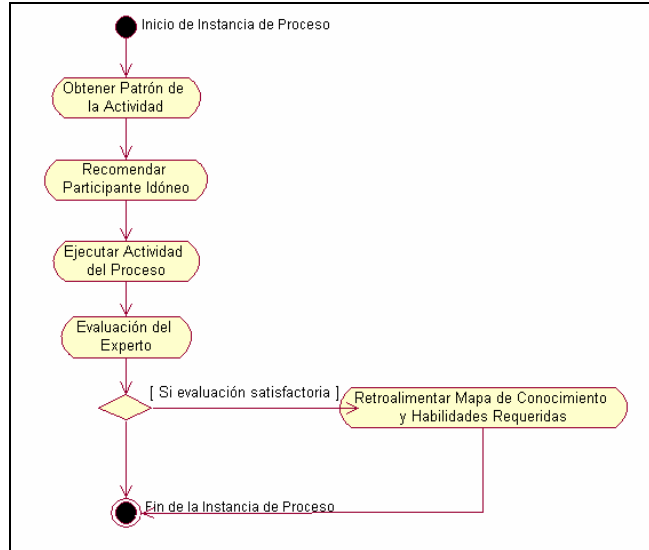 Inicio de Instancia de Proceso
Obtener Patrón de
la Actividad
Recomendar
Participante Idóneo
Ejecutar Actividad
del Proceso
Evaluación del
Experto
[ Si evaluación satisfactoria ]
Retroalimentar Mapa de Conocimiento
y Habilidades Requeridas
Fin de la Instancia de Proceso